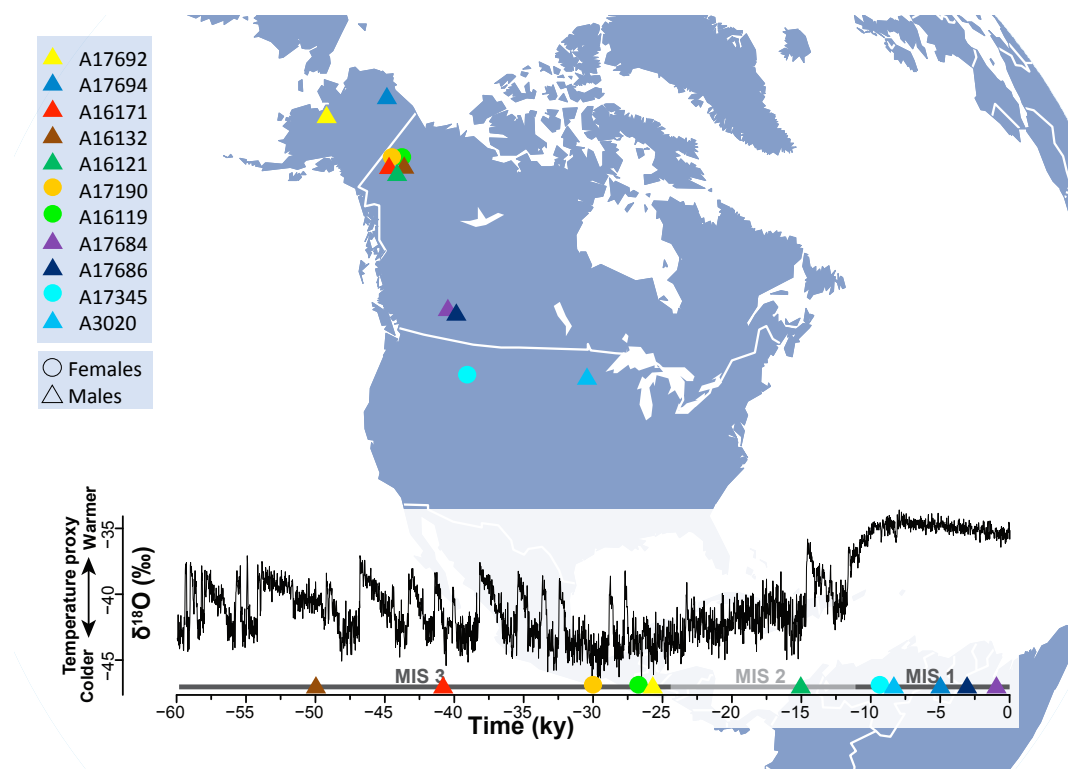 A17692
A17694
A16171
A16132
A16121
A17190
A16119
A17684
A17686
A17345
A3020
Females
Males
Temperature proxy
Colder Warmer
δ¹⁸O (‰)
−35
−40
−45
MIS 3
MIS 2
MIS 1
−60 −55 −50 −45 −40 −35 −30 −25 −20 −15 −10 −5 0
Time (ky)